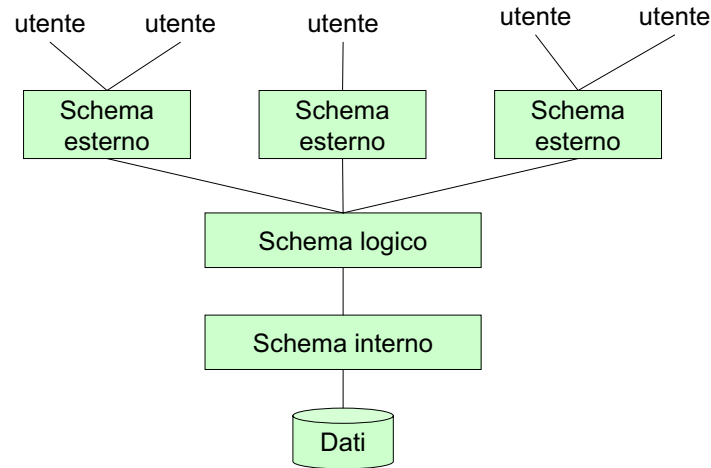 utente
utente
utente
utente
utente
Schema
esterno
Schema
esterno
Schema
esterno
Schema logico
Schema interno
Dati